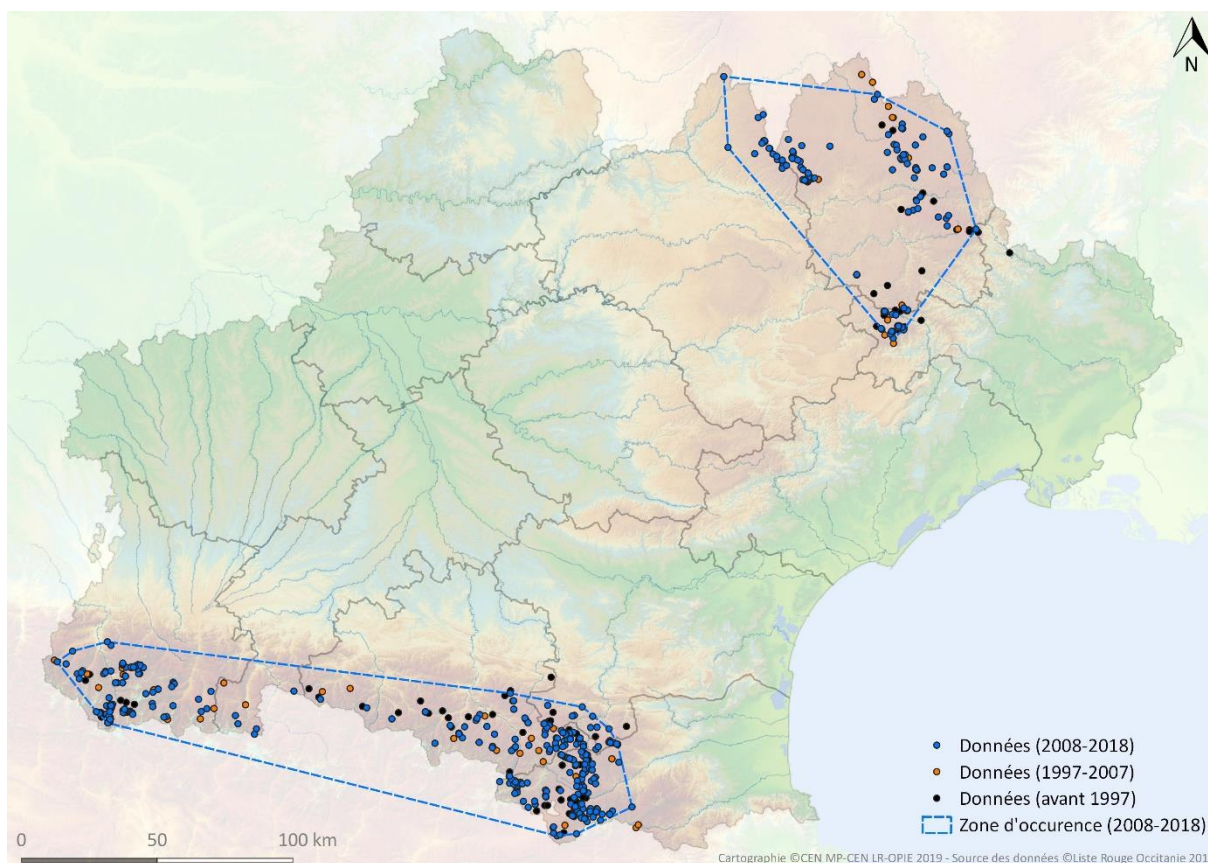 N
Données (2008-2018)
Données (1997-2007)
Données (avant 1997)
Zone d'occurence (2008-2018)
0 50 100 km
Cartographie ©CEN MP-CEN LR-OPIE 2019 - Source des données ©Liste Rouge Occitanie 201